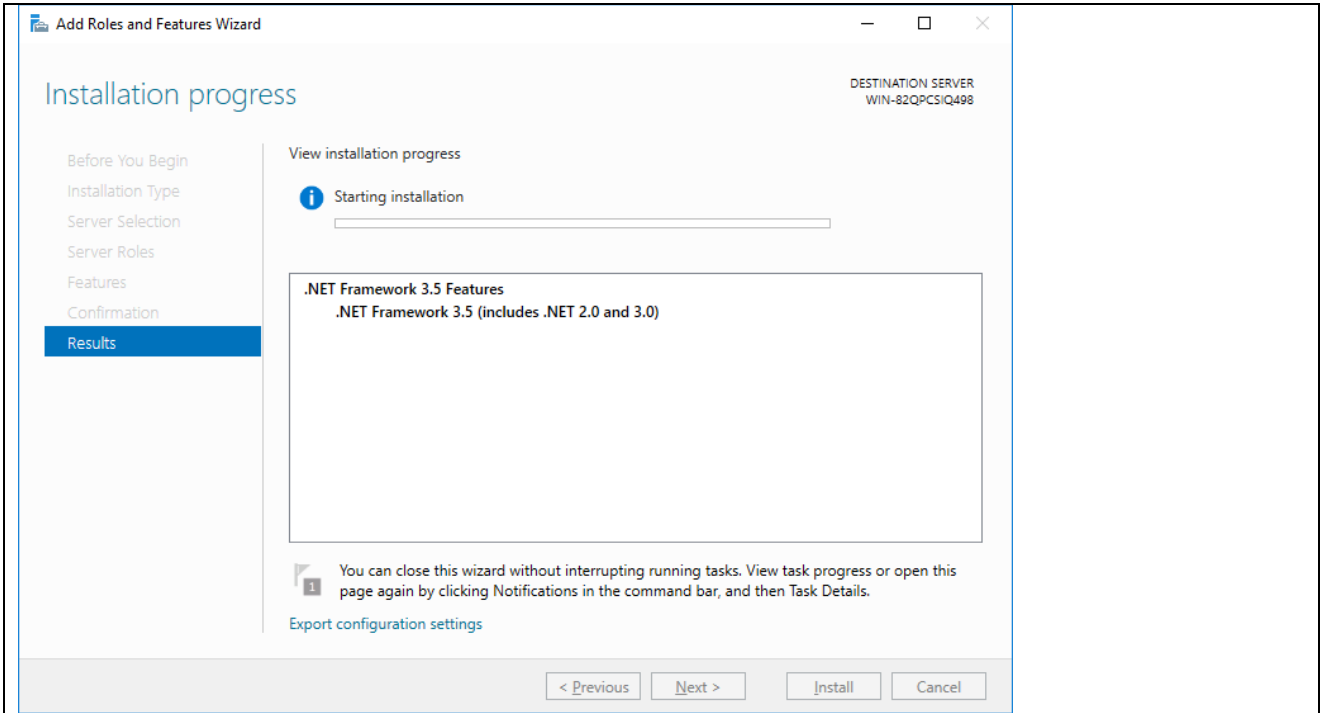 Add Roles and Features Wizard
Installation progress
DESTINATION SERVER
WIN-82QPCSIQ498
Before You Begin
Installation Type
Server Selection
Server Roles
Features
Confirmation
Results
View installation progress
Starting installation
.NET Framework 3.5 Features
.NET Framework 3.5 (includes .NET 2.0 and 3.0)
1
You can close this wizard without interrupting running tasks. View task progress or open this
page again by clicking Notifications in the command bar, and then Task Details.
Export configuration settings
< Previous
Next >
Install
Cancel